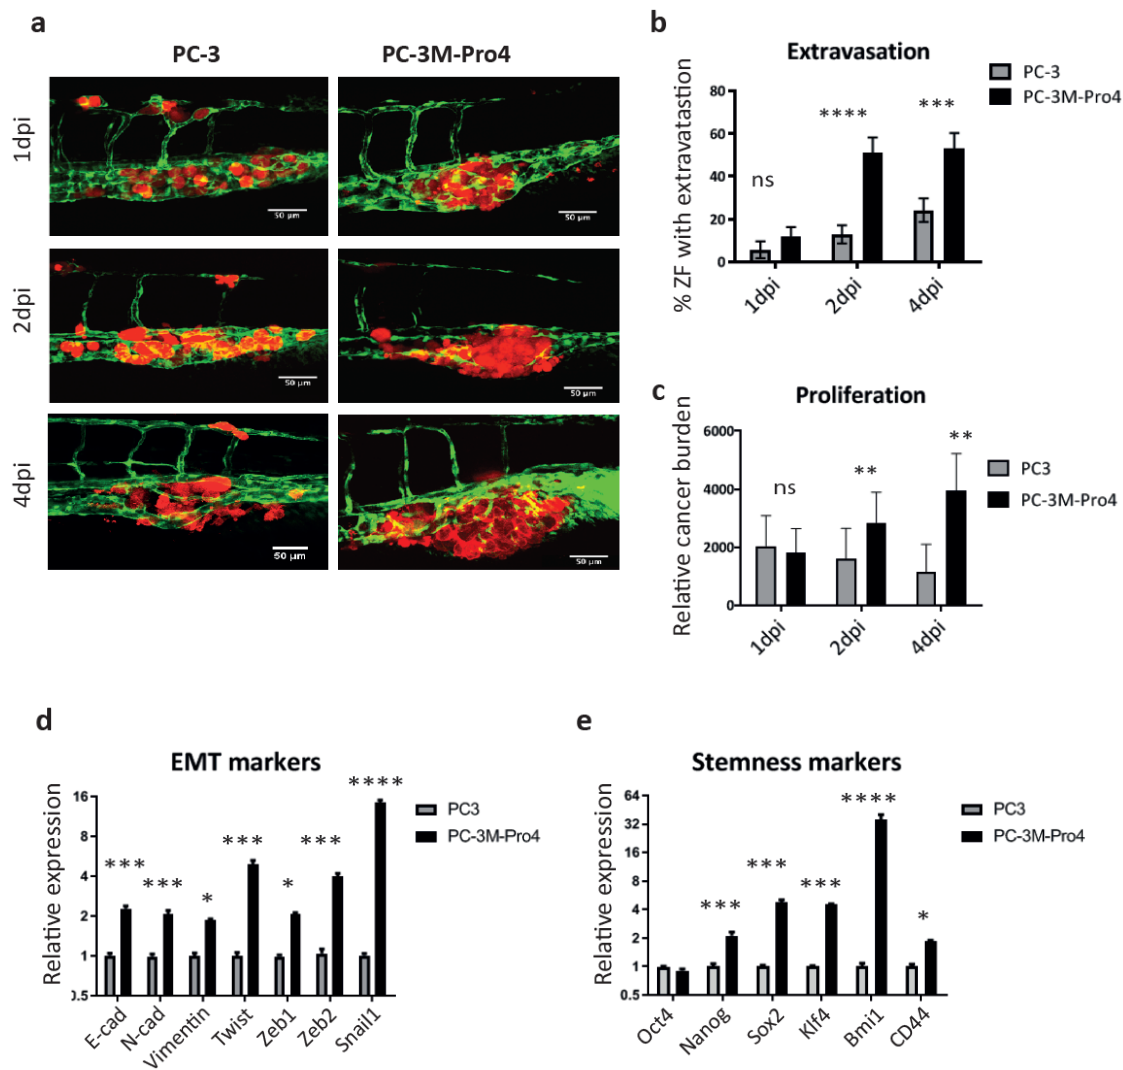 a
PC-3
PC-3M-Pro4
1dpi
50 µm
50 µm
2dpi
50 µm
50 µm
4dpi
50 µm
50 µm
b
Extravasation
PC-3
PC-3M-Pro4
% ZF with extravatastion
80
60
40
20
0
ns
****
***
1dpi
2dpi
4dpi
c
Proliferation
PC3
PC-3M-Pro4
Relative cancer burden
6000
4000
2000
0
ns
**
**
1dpi
2dpi
4dpi
d
EMT markers
PC3
PC-3M-Pro4
Relative expression
16
8
4
2
1
).5
***
***
*
***
*
***
****
E-cad
N-cad
Vimentin
Twist
Zeb1
Zeb2
Snail1
e
Stemness markers
PC3
PC-3M-Pro4
Relative expression
64
32
16
8
4
2
1
0.5
***
***
***
****
*
Oct4
Nanog
Sox2
Klf4
Bmi1
CD44